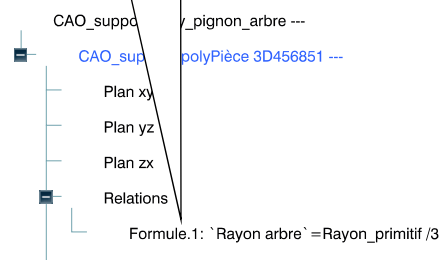 CAO_suppo y_pignon_arbre ---
CAO_sup polyPièce 3D456851 ---
Plan xy
Plan yz
Plan zx
Relations
Formule.1: `Rayon arbre`=Rayon_primitif /3